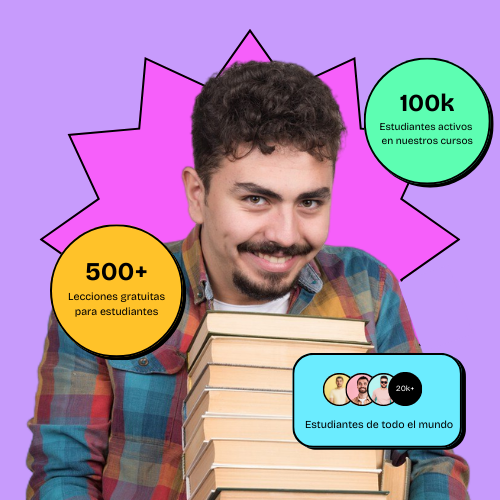 100k
Estudiantes activos
en nuestros cursos
500+
Lecciones gratuitas
para estudiantes
20k+
Estudiantes de todo el mundo